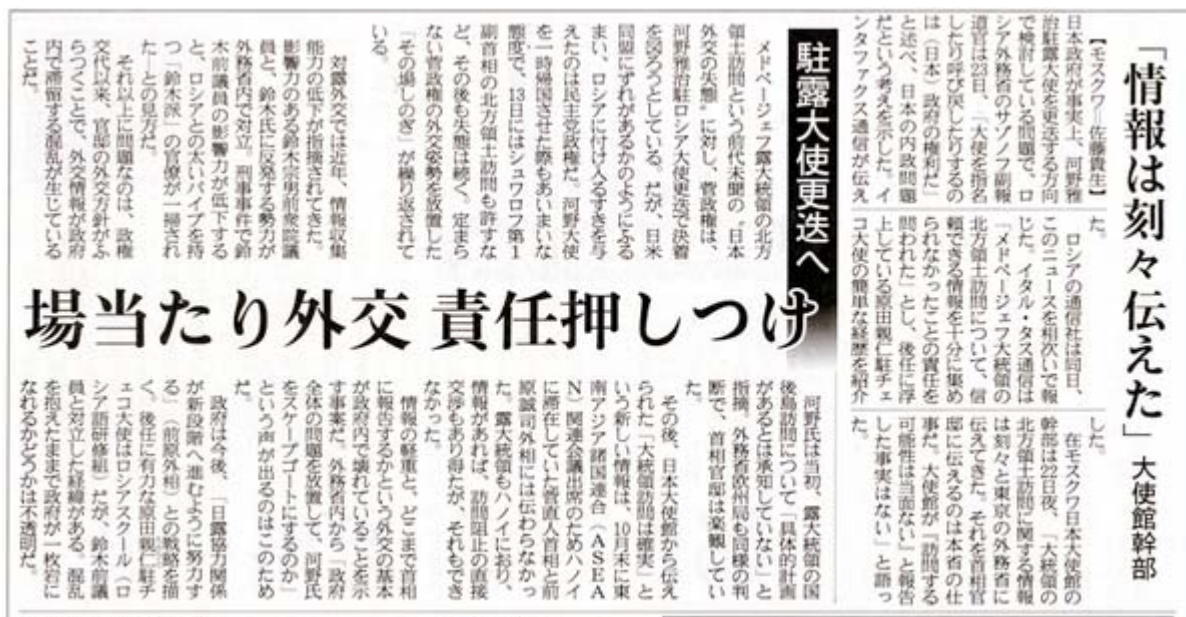 「情報は刻々伝えた」大使館幹部
【モスクワ＝佐藤貴生】
日本政府が事実上、河野雅
治駐露大使を更迭する方向
で検討している問題で、ロ
シア外務省のサゾノフ副報
道官は23日、「大使を指名
したり呼び戻したりするの
は（日本）政府の権利だ」
と述べ、日本の内政問題
だという考えを示した。イ
ンタファクス通信が伝え
た。
ロシアの通信社は同日、
このニュースを相次いで報
じた。イタル・タス通信は
「メドベージェフ大統領の
北方領土訪問について、信
頼できる情報を十分に集め
られなかったことの責任を
問われた」とし、後任に浮
上している原田親仁駐チェ
コ大使の簡単な経歴を紹介
した。
在モスクワ日本大使館の
幹部は22日夜、「大統領の
北方領土訪問に関する情報
は刻々と東京の外務省に
伝えてきた。それを首相官
邸に伝えるのは本省の仕
事だ。大使館が『訪問する
可能性は当面ない』と報告
した事実はない」と語っ
た。
駐露大使更迭へ
場当たり外交 責任押しつけ
メドベージェフ露大統領の北方
領土訪問という前代未聞の〝日本
外交の失態〟に対し、菅政権は、
河野雅治駐ロシア大使更迭で決着
を図ろうとしている。だが、日米
同盟にずれがあるかのようにふる
まい、ロシアに付け入るすきを与
えたのは民主党政権だ。河野大使
を一時帰国させた際もあいまいな
態度で、13日にはシュワロフ第1
副首相の北方領土訪問も許すな
ど、その後も失態は続く。定まら
ない菅政権の外交姿勢を放置した
「その場しのぎ」が繰り返されて
いる。
対露外交では近年、情報収集
能力の低下が指摘されてきた。
影響力のある鈴木宗男前衆院議
員と、鈴木氏に反発する勢力が
外務省内で対立。刑事事件で鈴
木前議員の影響力が低下する
と、ロシアとの太いパイプを持
つ「鈴木派」の官僚が一掃され
た―との見方だ。
それ以上に問題なのは、政権
交代以来、官邸の外交方針がふ
らつくことで、外交情報が政府
内で滞留する混乱が生じている
ことだ。
河野氏は当初、露大統領の国
後島訪問について「具体的計画
があるとは承知していない」と
指摘。外務省欧州局も同様の判
断で、首相官邸は楽観してい
た。
その後、日本大使館から伝え
られた「大統領訪問は確実」と
いう新しい情報は、10月末に東
南アジア諸国連合（ＡＳＥＡ
Ｎ）関連会議出席のためハノイ
に滞在していた菅直人首相と前
原誠司外相には伝わらなかっ
た。露大統領もハノイにおり、
情報があれば、訪問阻止の直接
交渉もあり得たが、それもでき
なかった。
情報の軽重と、どこまで首相
に報告するかという外交の基本
が政府内で壊れていることを示
す事案だ。外務省内から「政府
全体の問題を放置して、河野氏
をスケープゴートにするのか」
という声が出るのはこのため
だ。
政府は今後、「日露協力関係
が新段階へ進むように努力す
る」（前原外相）との戦略を描
く。後任に有力な原田親仁駐チ
ェコ大使はロシアスクール（ロ
シア語研修組）だが、鈴木前議
員と対立した経緯がある。混乱
を抱えたままで政府が一枚岩に
なれるかどうかは不透明だ。